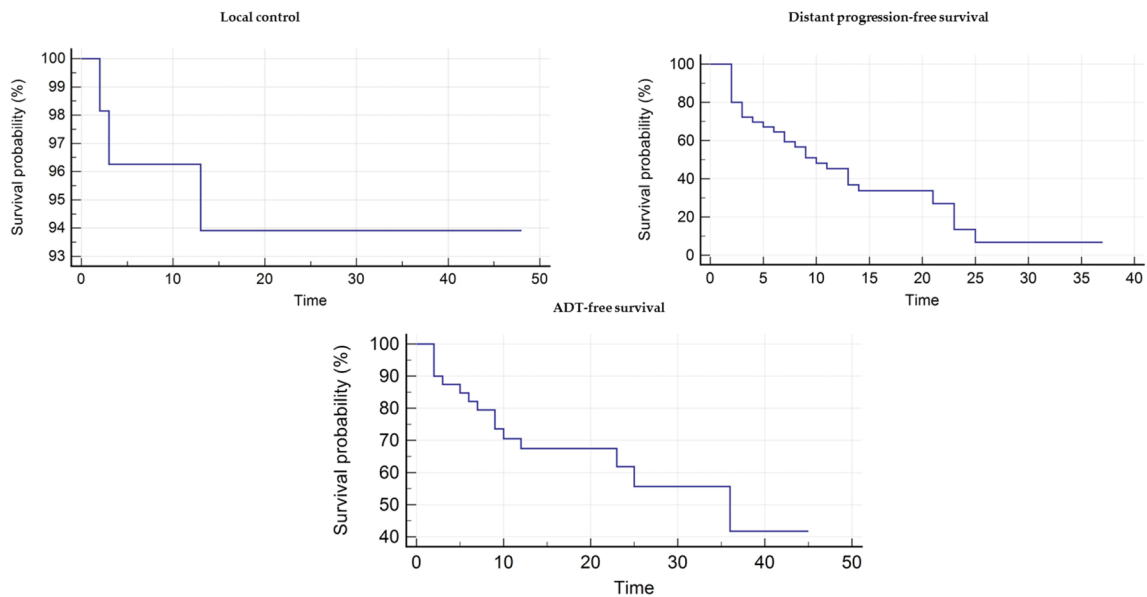 Local control
Survival probability (%)
100
99
98
97
96
95
94
93
0 10 20 30 40 50
Time
Distant progression-free survival
Survival probability (%)
100
80
60
40
20
0
0 5 10 15 20 25 30 35 40
Time
ADT-free survival
Survival probability (%)
100
90
80
70
60
50
40
0 10 20 30 40 50
Time